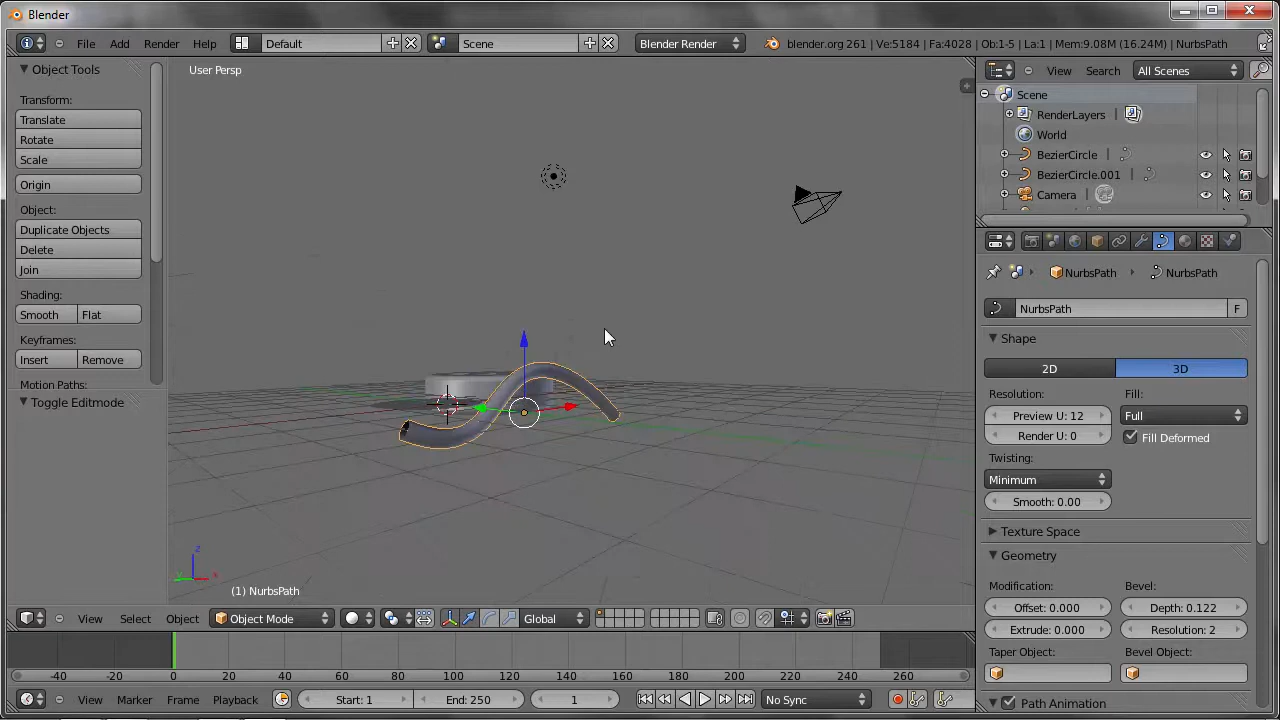 Blender
File Add Render Help Default Scene Blender Render blender.org 261 | Ve:5184 | Fa:4028 | Ob:1-5 | La:1 | Mem:9.08M (16.24M) | NurbsPath
Object Tools
User Persp
View Search All Scenes
Scene
Transform:
RenderLayers |
Translate
World
Rotate
BezierCircle |
Scale
BezierCircle.001 |
Origin
Camera |
Object:
Duplicate Objects
Delete
Join
NurbsPath NurbsPath
Shading:
NurbsPath F
Smooth Flat
Shape
Keyframes:
Insert Remove
2D 3D
Motion Paths:
Resolution: Fill:
Toggle Editmode
Preview U: 12 Full
Render U: 0 Fill Deformed
Twisting:
Minimum
Smooth: 0.00
Texture Space
Geometry
z
y x
(1) NurbsPath
Modification: Bevel:
Offset: 0.000 Depth: 0.122
View Select Object Object Mode Global
Extrude: 0.000 Resolution: 2
Taper Object: Bevel Object:
-40 -20 0 20 40 60 80 100 120 140 160 180 200 220 240 260
View Marker Frame Playback Start: 1 End: 250 1 No Sync
Path Animation